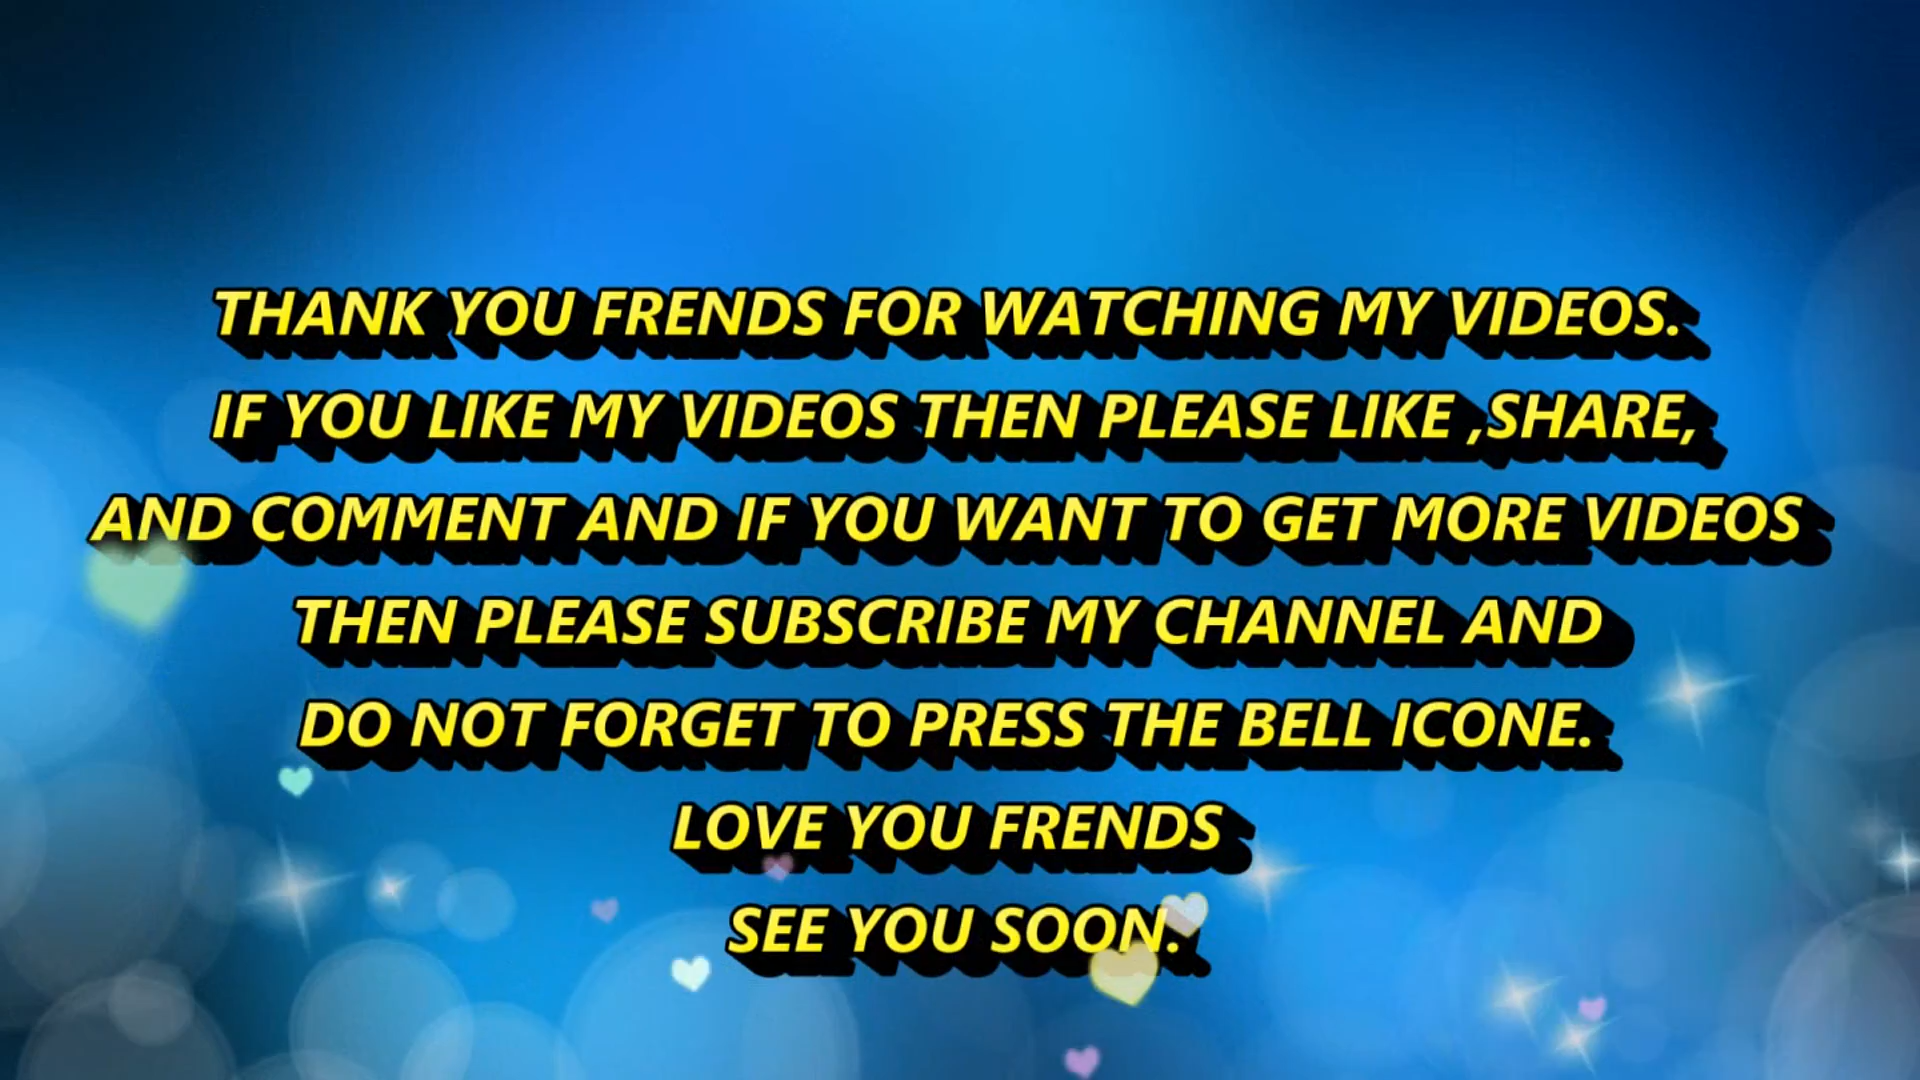 THANK YOU FRENDS FOR WATCHING MY VIDEOS.
IF YOU LIKE MY VIDEOS THEN PLEASE LIKE ,SHARE,
AND COMMENT AND IF YOU WANT TO GET MORE VIDEOS
THEN PLEASE SUBSCRIBE MY CHANNEL AND
DO NOT FORGET TO PRESS THE BELL ICONE.
LOVE YOU FRENDS
SEE YOU SOON.